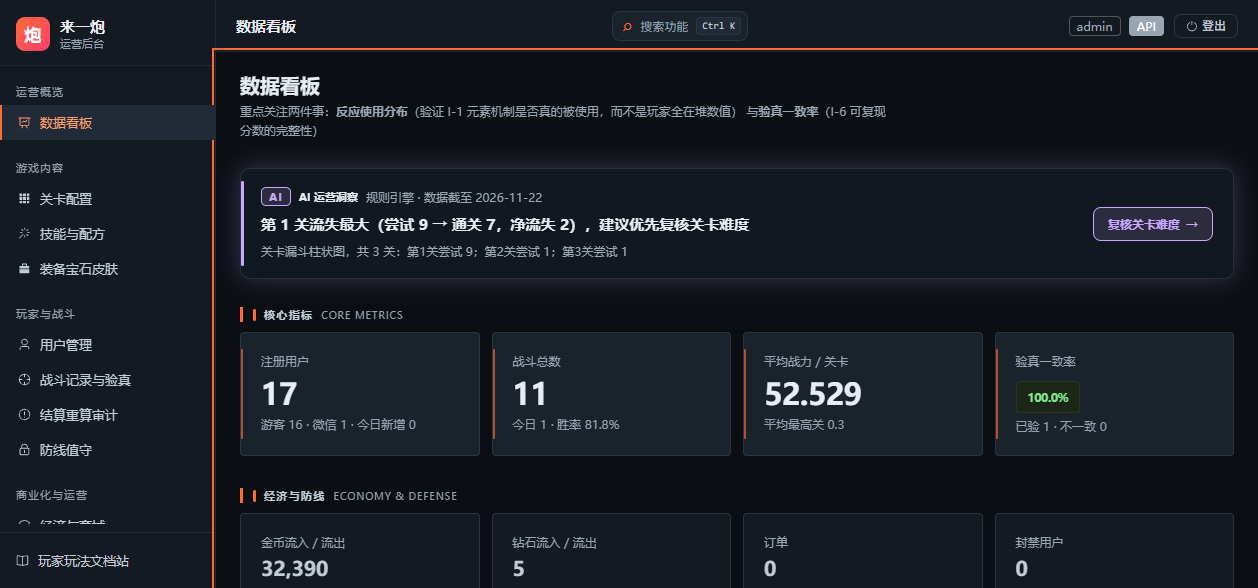 炮
来一炮
运营后台
数据看板
搜索功能 Ctrl K
admin
API
登出
运营概览
数据看板
游戏内容
关卡配置
技能与配方
装备宝石皮肤
玩家与战斗
用户管理
战斗记录与验真
结算重算审计
防线值守
商业化与运营
玩家玩法文档站
数据看板
重点关注两件事：反应使用分布（验证 I-1 元素机制是否真的被使用，而不是玩家全在堆数值） 与验真一致率（I-6 可复现
分数的完整性）
AI AI 运营洞察 规则引擎 · 数据截至 2026-11-22
第 1 关流失最大（尝试 9 → 通关 7，净流失 2），建议优先复核关卡难度
关卡漏斗柱状图，共 3 关：第1关尝试 9；第2关尝试 1；第3关尝试 1
复核关卡难度 →
核心指标 CORE METRICS
注册用户
17
游客 16 · 微信 1 · 今日新增 0
战斗总数
11
今日 1 · 胜率 81.8%
平均战力 / 关卡
52.529
平均最高关 0.3
验真一致率
100.0%
已验 1 · 不一致 0
经济与防线 ECONOMY & DEFENSE
金币流入 / 流出
32,390
钻石流入 / 流出
5
订单
0
封禁用户
0